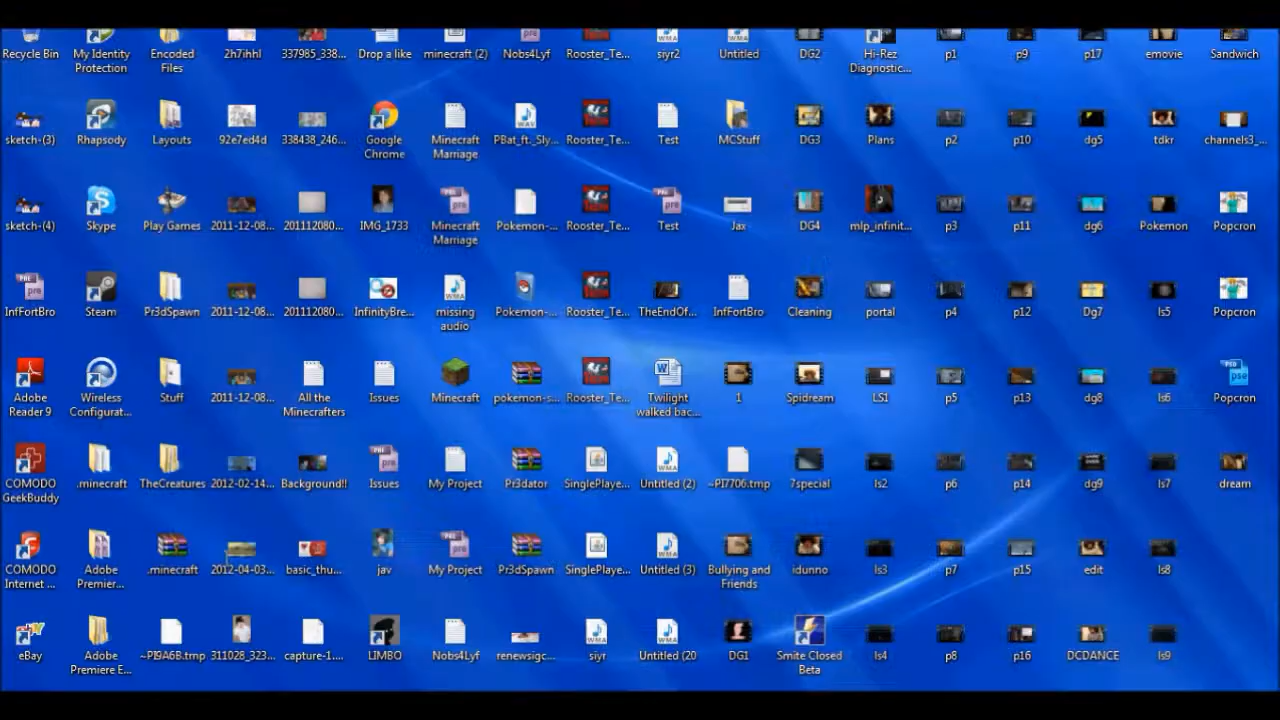 Recycle Bin
My Identity
Protection
Encoded
Files
2h7ihhl
337985_338...
Drop a like
minecraft (2)
Nobs4Lyf
Rooster_Te...
siyr2
Untitled
DG2
Hi-Rez
Diagnostic...
p1
p9
p17
emovie
Sandwich
sketch-(3)
Rhapsody
Layouts
92e7ed4d
338438_246...
Google
Chrome
Minecraft
Marriage
PBat_ft._Sly...
Rooster_Te...
Test
MCStuff
DG3
Plans
p2
p10
dg5
tdkr
channels3_...
sketch-(4)
Skype
Play Games
2011-12-08...
201112080...
IMG_1733
Minecraft
Marriage
Pokemon-...
Rooster_Te...
Test
Jax
DG4
mlp_infinit...
p3
p11
dg6
Pokemon
Popcron
InfFortBro
Steam
Pr3dSpawn
2011-12-08...
201112080...
InfinityBre...
missing
audio
Pokemon-...
Rooster_Te...
TheEndOf...
InfFortBro
Cleaning
portal
p4
p12
Dg7
ls5
Popcron
Adobe
Reader 9
Wireless
Configurat...
Stuff
2011-12-08...
All the
Minecrafters
Issues
Minecraft
pokemon-s...
Rooster_Te...
Twilight
walked bac...
1
Spidream
LS1
p5
p13
dg8
ls6
Popcron
COMODO
GeekBuddy
.minecraft
TheCreatures
2012-02-14...
Background!!
Issues
My Project
Pr3dator
SinglePlaye...
Untitled (2)
~PI7706.tmp
7special
ls2
p6
p14
dg9
ls7
dream
COMODO
Internet ...
Adobe
Premier...
.minecraft
2012-04-03...
basic_thu...
jav
My Project
Pr3dSpawn
SinglePlaye...
Untitled (3)
Bullying and
Friends
idunno
ls3
p7
p15
edit
ls8
eBay
Adobe
Premiere E...
~PI9A6B.tmp
311028_323...
capture-1....
LIMBO
Nobs4Lyf
renewsigc...
siyr
Untitled (20
DG1
Smite Closed
Beta
ls4
p8
p16
DCDANCE
ls9